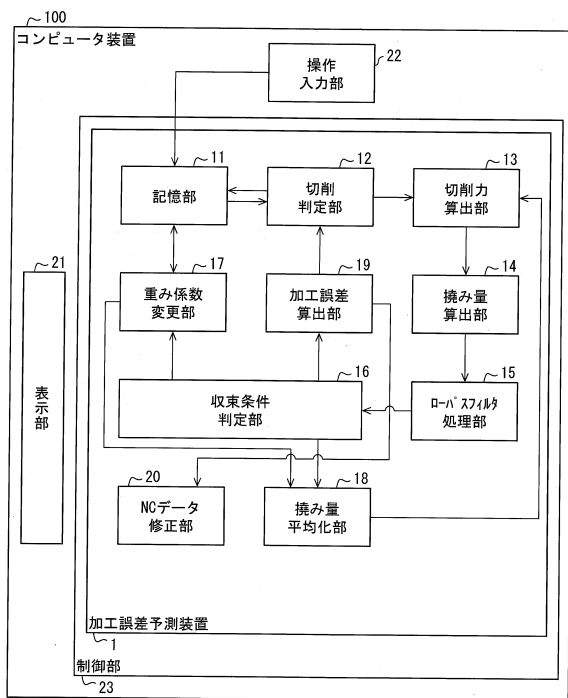 100
コンピュータ装置
操作
入力部
22
11
記憶部
12
切削
判定部
13
切削力
算出部
21
表示部
17
重み係数
変更部
19
加工誤差
算出部
14
撓み量
算出部
16
収束条件
判定部
15
ローパスフィルタ
処理部
20
NCデータ
修正部
18
撓み量
平均化部
加工誤差予測装置
1
制御部
23